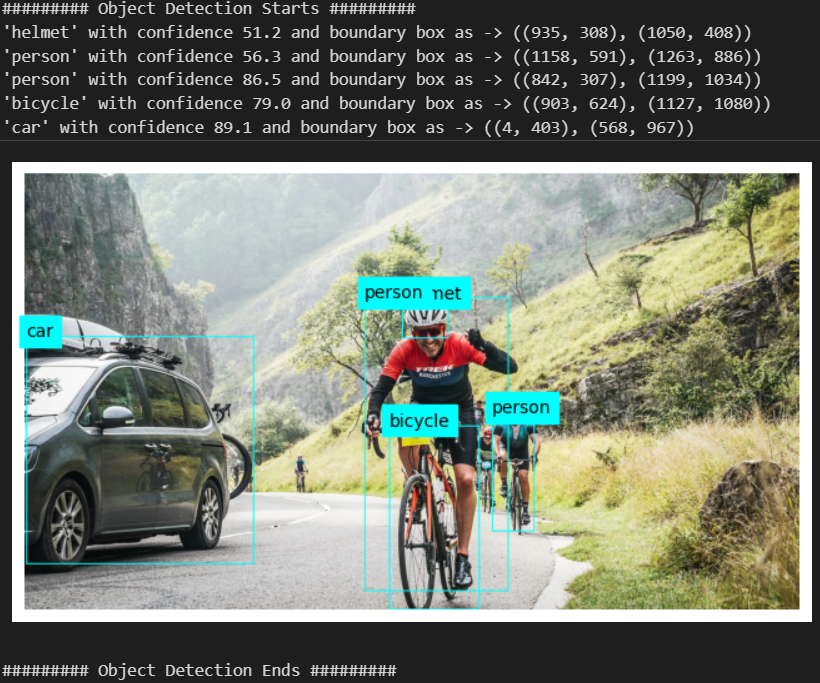 ######### Object Detection Starts #########
'helmet' with confidence 51.2 and boundary box as -> ((935, 308), (1050, 408))
'person' with confidence 56.3 and boundary box as -> ((1158, 591), (1263, 886))
'person' with confidence 86.5 and boundary box as -> ((842, 307), (1199, 1034))
'bicycle' with confidence 79.0 and boundary box as -> ((903, 624), (1127, 1080))
'car' with confidence 89.1 and boundary box as -> ((4, 403), (568, 967))
person met
car
TREK
person
bicycle
######### Object Detection Ends #########